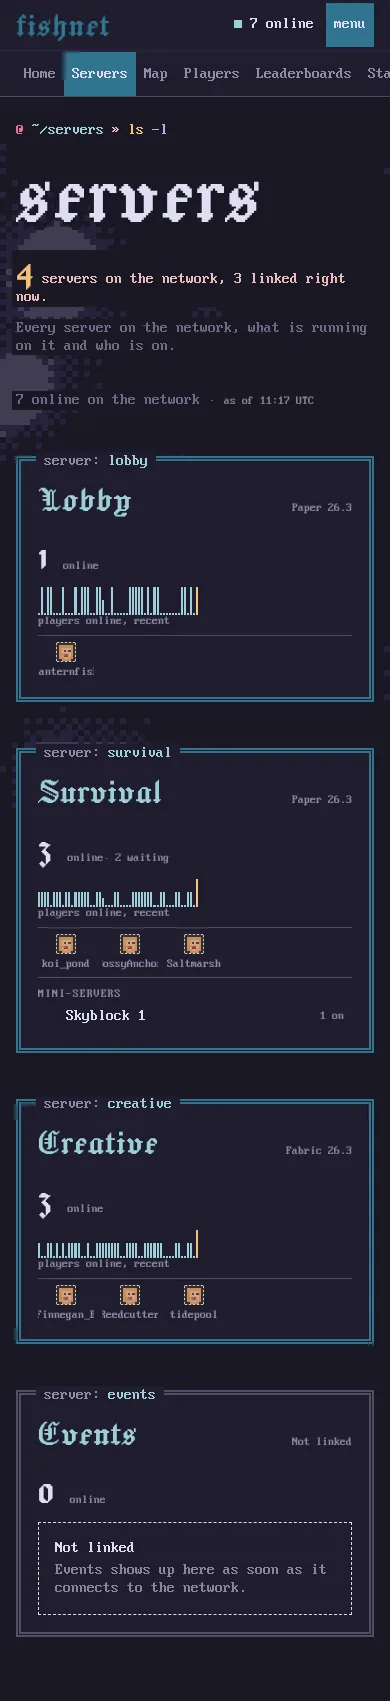 fishnet
7 online
menu
Home Servers Map Players Leaderboards Sta
@ ~/servers » ls -l
servers
4 servers on the network, 3 linked right
now.
Every server on the network, what is running
on it and who is on.
7 online on the network · as of 11:17 UTC
server: lobby
Lobby
Paper 26.3
1 online
players online, recent
anternfis
server: survival
Survival
Paper 26.3
3 online· 2 waiting
players online, recent
koi_pond ossyAncho Saltmarsh
MINI-SERVERS
Skyblock 1
1 on
server: creative
Creative
Fabric 26.3
3 online
players online, recent
Finnegan_B Reedcutter tidepool
server: events
Events
Not linked
0 online
Not linked
Events shows up here as soon as it
connects to the network.